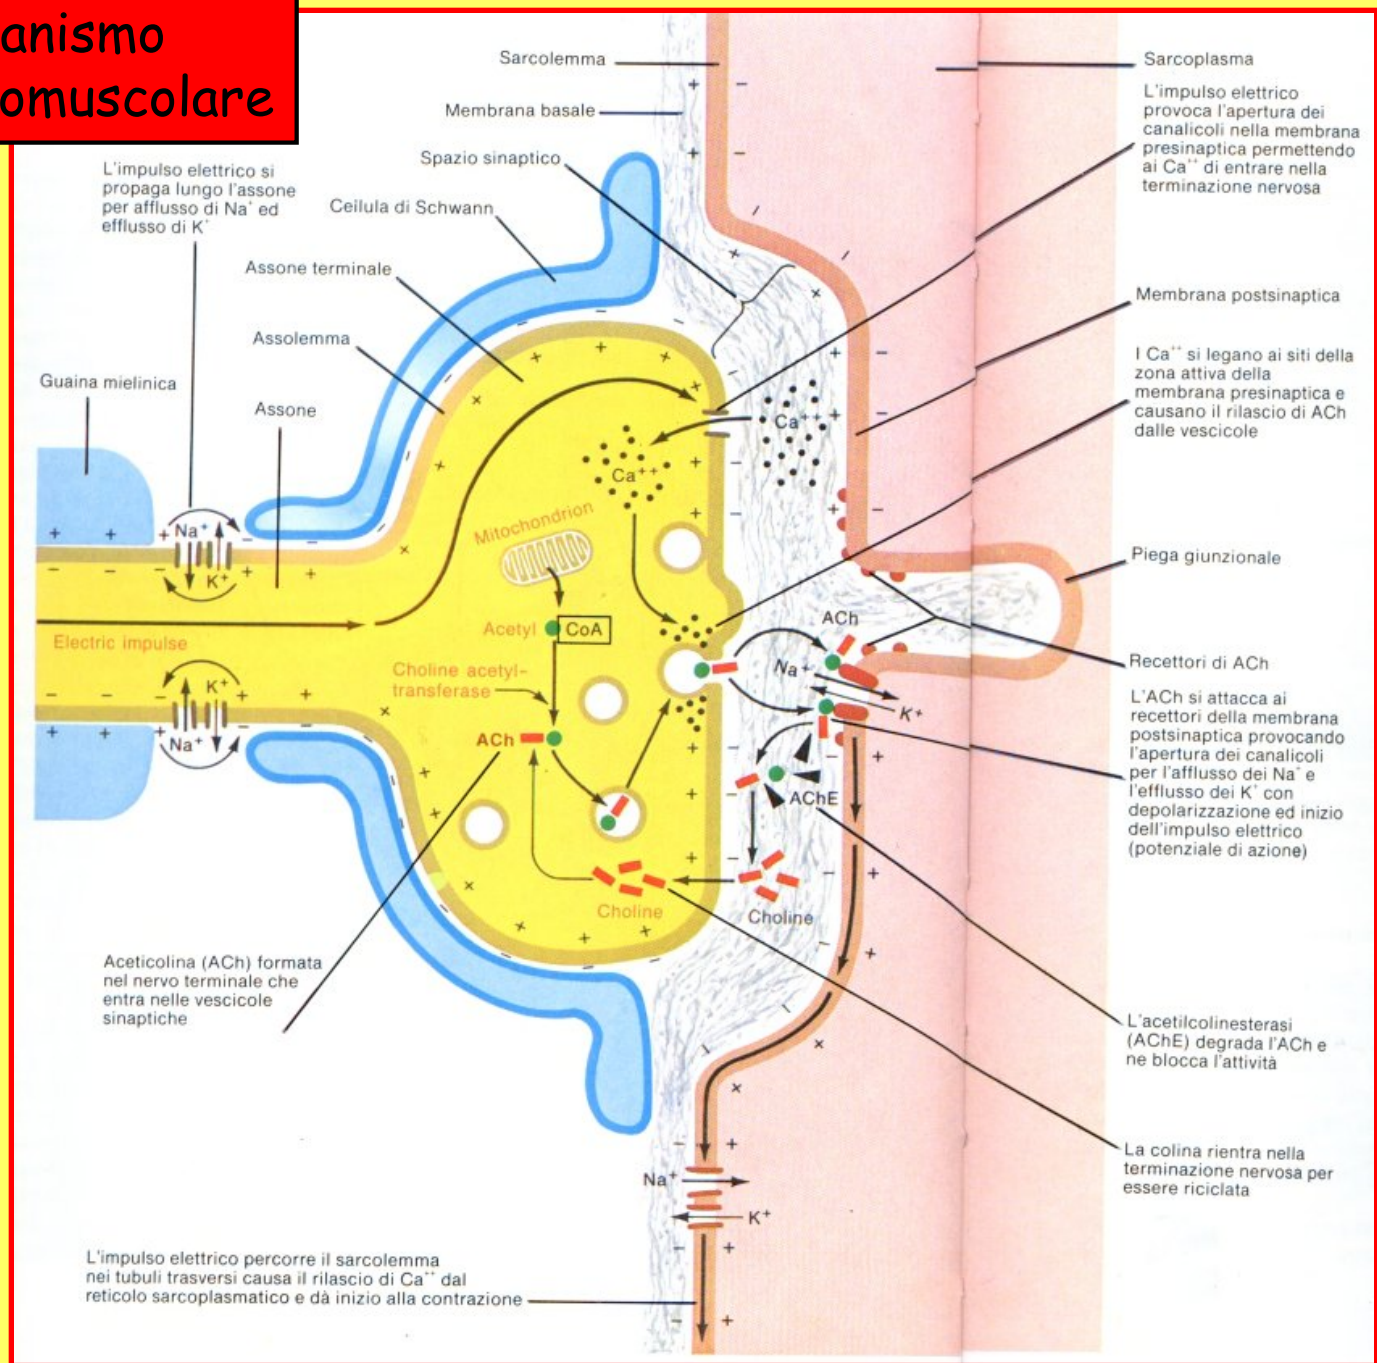 anismo
omuscolare
Sarcolemma
Sarcoplasma
Membrana basale
L'impulso elettrico
provoca l'apertura dei
canalicoli nella membrana
presinaptica permettendo
ai Ca⁺⁺ di entrare nella
terminazione nervosa
Spazio sinaptico
L'impulso elettrico si
propaga lungo l'assone
per afflusso di Na⁺ ed
efflusso di K⁺
Cellula di Schwann
Assone terminale
Assolemma
Guaina mielinica
Assone
Membrana postsinaptica
I Ca⁺⁺ si legano ai siti della
zona attiva della
membrana presinaptica e
causano il rilascio di ACh
dalle vescicole
Ca⁺⁺
Ca⁺⁺
Mitochondrion
Na⁺
K⁺
Piega giunzionale
Acetyl CoA
ACh
Electric impulse
Choline acetyl-
transferase
Na⁺
K⁺
Recettori di ACh
K⁺
Na⁺
ACh
L'ACh si attacca ai
recettori della membrana
postsinaptica provocando
l'apertura dei canalicoli
per l'afflusso dei Na⁺ e
l'efflusso dei K⁺ con
depolarizzazione ed inizio
dell'impulso elettrico
(potenziale di azione)
AChE
Choline
Choline
Aceticolina (ACh) formata
nel nervo terminale che
entra nelle vescicole
sinaptiche
L'acetilcolinesterasi
(AChE) degrada l'ACh e
ne blocca l'attività
La colina rientra nella
terminazione nervosa per
essere riciclata
Na⁺
K⁺
L'impulso elettrico percorre il sarcolemma
nei tubuli trasversi causa il rilascio di Ca⁺⁺ dal
reticolo sarcoplasmatico e dà inizio alla contrazione